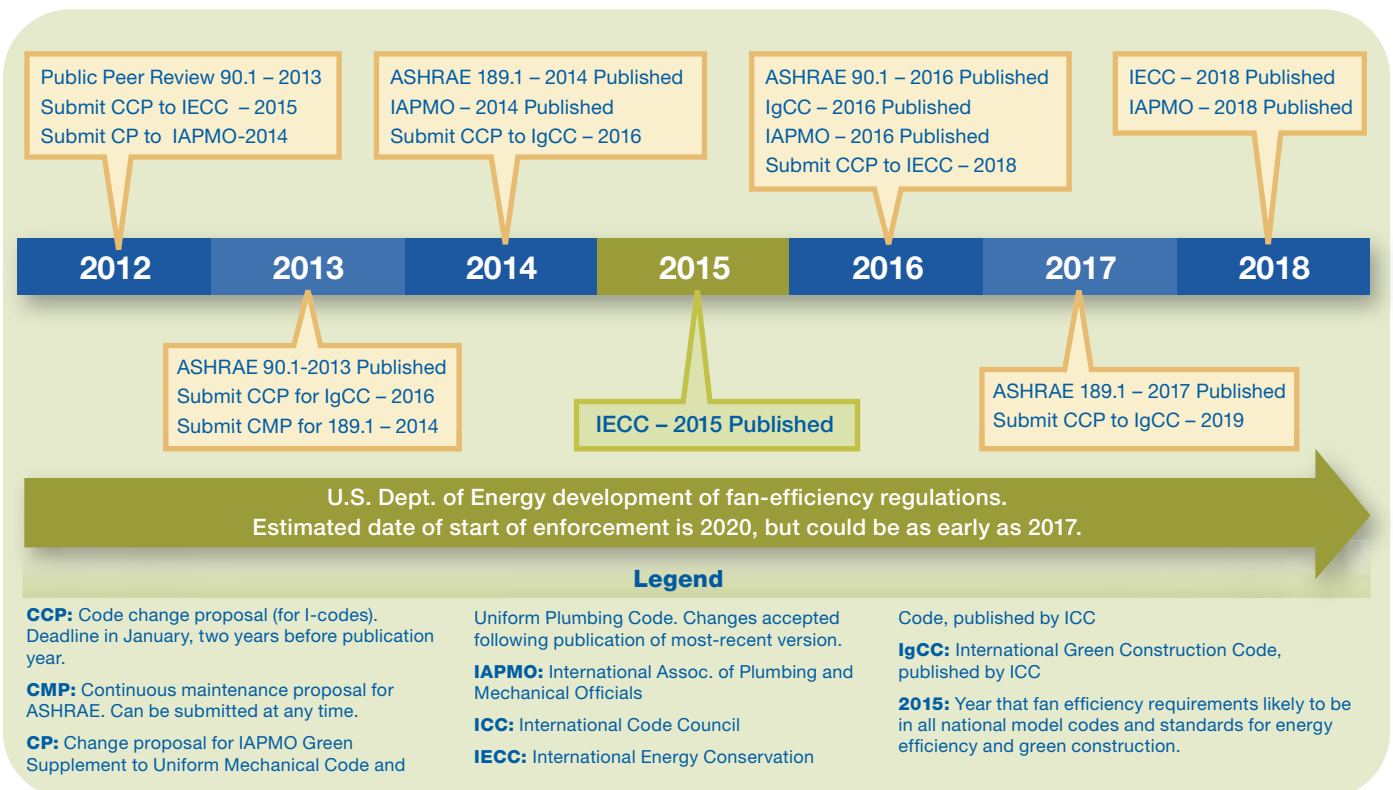 Public Peer Review 90.1 – 2013
Submit CCP to IECC – 2015
Submit CP to IAPMO-2014
ASHRAE 189.1 – 2014 Published
IAPMO – 2014 Published
Submit CCP to IgCC – 2016
ASHRAE 90.1 – 2016 Published
IgCC – 2016 Published
IAPMO – 2016 Published
Submit CCP to IECC – 2018
IECC – 2018 Published
IAPMO – 2018 Published
2012 2013 2014 2015 2016 2017 2018
ASHRAE 90.1-2013 Published
Submit CCP for IgCC – 2016
Submit CMP for 189.1 – 2014
IECC – 2015 Published
ASHRAE 189.1 – 2017 Published
Submit CCP to IgCC – 2019
U.S. Dept. of Energy development of fan-efficiency regulations.
Estimated date of start of enforcement is 2020, but could be as early as 2017.
Legend
CCP: Code change proposal (for I-codes).
Deadline in January, two years before publication
year.
CMP: Continuous maintenance proposal for
ASHRAE. Can be submitted at any time.
CP: Change proposal for IAPMO Green
Supplement to Uniform Mechanical Code and
Uniform Plumbing Code. Changes accepted
following publication of most-recent version.
IAPMO: International Assoc. of Plumbing and
Mechanical Officials
ICC: International Code Council
IECC: International Energy Conservation
Code, published by ICC
IgCC: International Green Construction Code,
published by ICC
2015: Year that fan efficiency requirements likely to be
in all national model codes and standards for energy
efficiency and green construction.